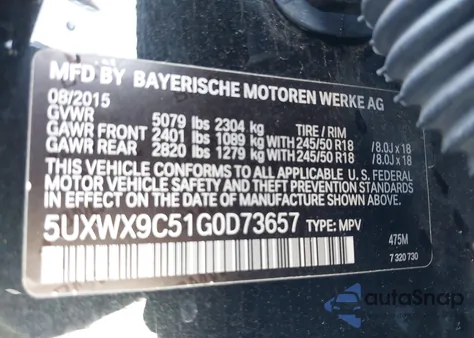 MFD BY BAYERISCHE MOTOREN WERKE AG
08/2015
GVWR 5079 lbs 2304 kg TIRE / RIM
GAWR FRONT 2401 lbs 1089 kg WITH 245/50 R18 / 8.0J x 18
GAWR REAR 2820 lbs 1279 kg WITH 245/50 R18 / 8.0J x 18
THIS VEHICLE CONFORMS TO ALL APPLICABLE U. S. FEDERAL
MOTOR VEHICLE SAFETY AND THEFT PREVENTION STANDARDS
IN EFFECT ON THE DATE OF MANUFACTURE SHOWN ABOVE.
5UXWX9C51G0D73657 TYPE: MPV
475M
7 320 730
autoSnap